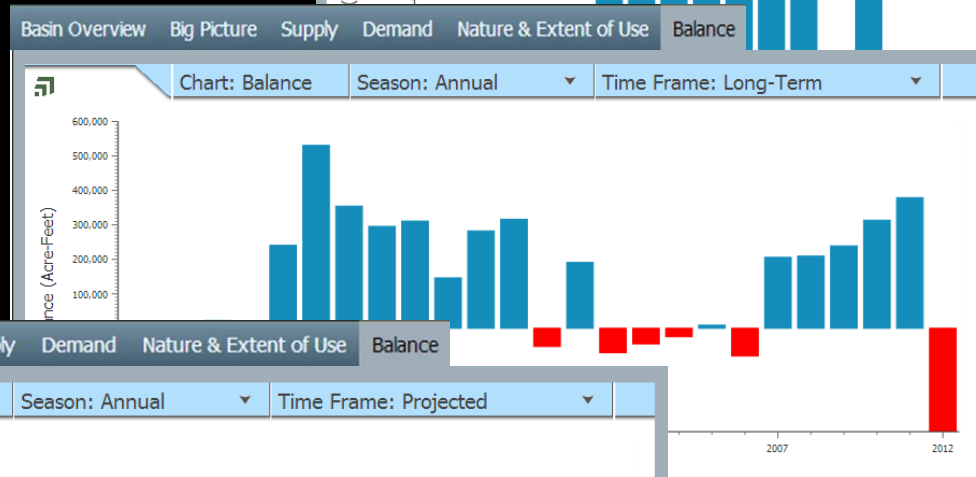 Basin Overview Big Picture Supply Demand Nature & Extent of Use Balance
Chart: Balance Season: Annual Time Frame: Long-Term
600,000
500,000
400,000
300,000
200,000
100,000
(Acre-Feet)
Demand Nature & Extent of Use Balance
Season: Annual Time Frame: Projected
2007 2012